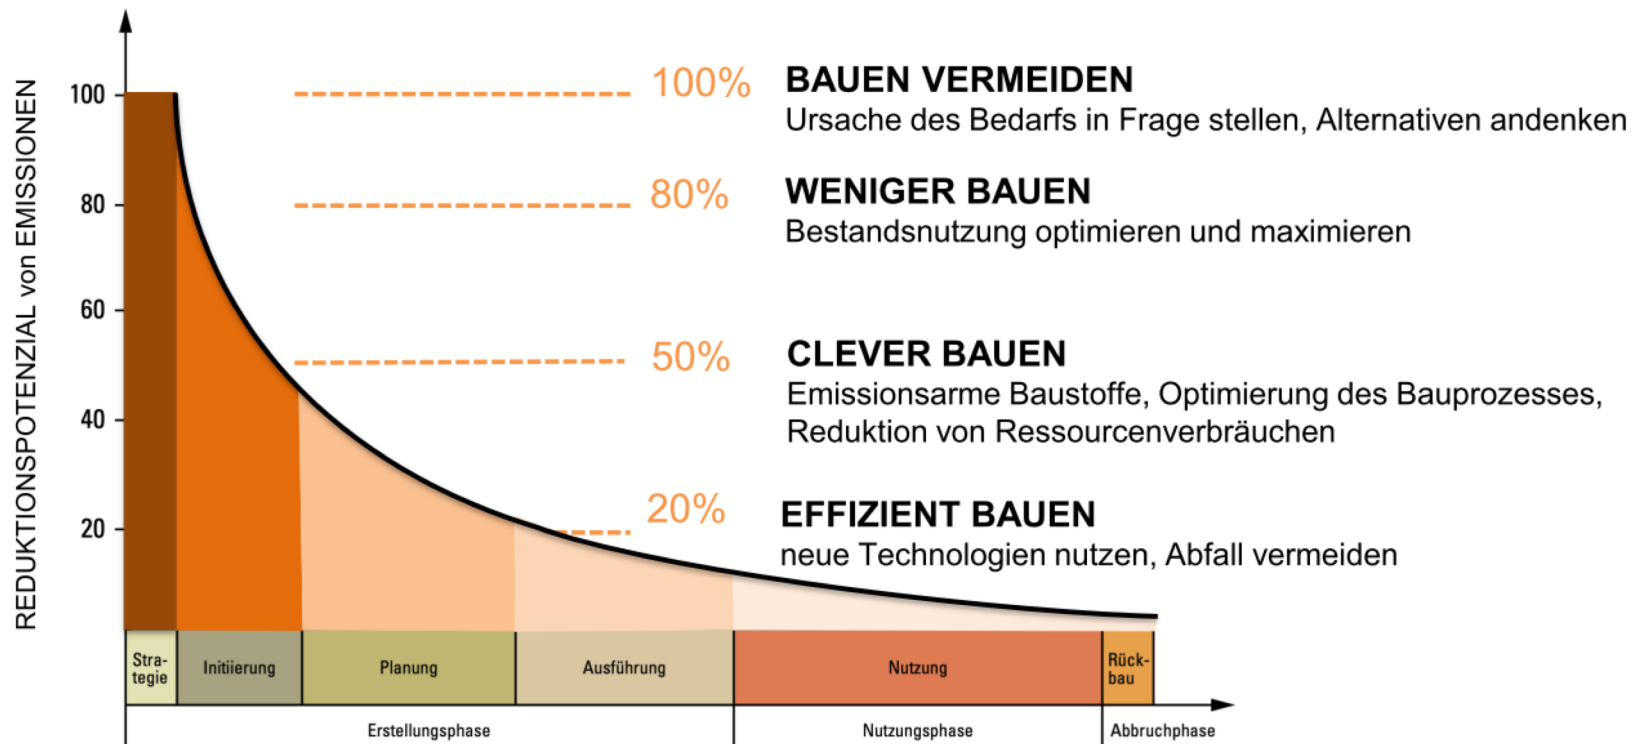 REDUKTIONSPOTENZIAL von EMISSIONEN
100
80
60
40
20
100%
BAUEN VERMEIDEN
Ursache des Bedarfs in Frage stellen, Alternativen andenken
80%
WENIGER BAUEN
Bestandsnutzung optimieren und maximieren
50%
CLEVER BAUEN
Emissionsarme Baustoffe, Optimierung des Bauprozesses,
Reduktion von Ressourcenverbräuchen
20%
EFFIZIENT BAUEN
neue Technologien nutzen, Abfall vermeiden
Stra-
tegie
Initiierung
Planung
Ausführung
Nutzung
Rück-
bau
Erstellungsphase
Nutzungsphase
Abbruchphase